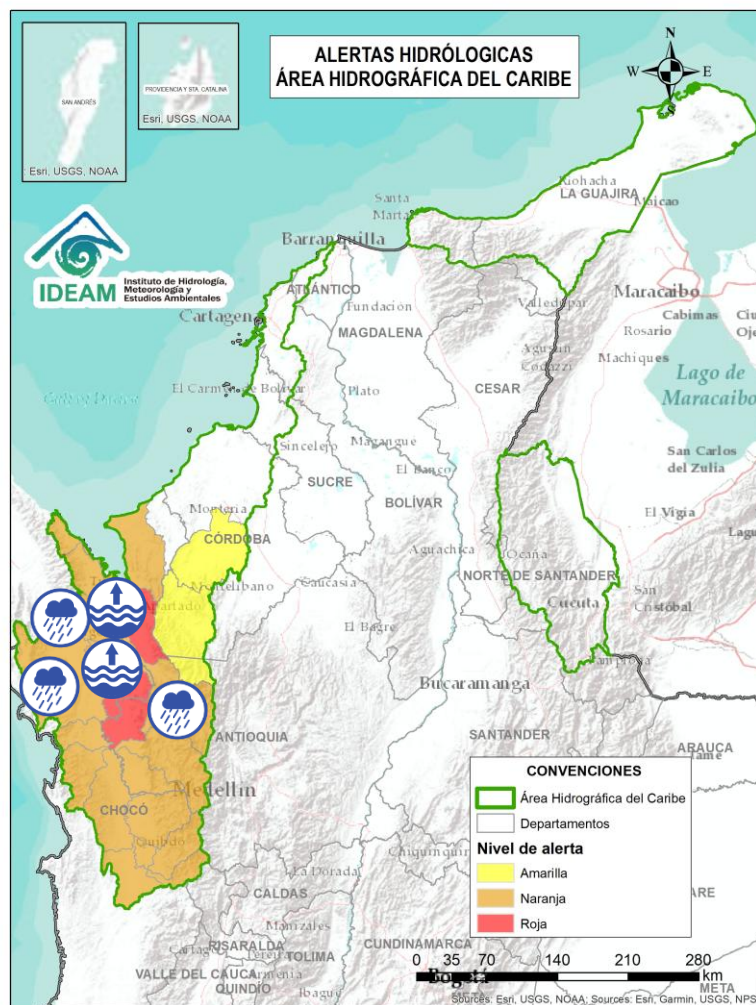 ALERTAS HIDRÓLOGICAS
ÁREA HIDROGRÁFICA DEL CARIBE
N
W
E
S
SAN ANDRÉS
Esri, USGS, NOAA
PROVIDENCIA Y STA. CATALINA
Esri, USGS, NOAA
IDEAM
Instituto de Hidrología,
Meteorología y
Estudios Ambientales
Riohacha
LA GUAJIRA
Maicao
Santa
Marta
Barranquilla
ATLÁNTICO
Cartagena
Fundación
MAGDALENA
Valledupar
Maracaibo
Cabimas
Rosario
Machiques
Agustín
Codazzi
CESAR
El Carmen de Bolívar
Plato
Lago de
Maracaibo
Sincelejo
Magangué
SUCRE
El Banco
BOLÍVAR
San Carlos
del Zulia
Montería
CÓRDOBA
El Vigía
Aguachica
Ocaña
NORTE DE SANTANDER
Montelíbano
Caucasia
San
Cristóbal
Cúcuta
El Bagre
Pamplona
Bucaramanga
ANTIOQUIA
SANTANDER
ARAUCA
Medellín
CHOCÓ
Quibdó
La Dorada
CALDAS
Manizales
RISARALDA
Pereira
TOLIMA
CUNDINAMARCA
VALLE DEL CAUCA
Armenia
QUINDÍO
Ibagué
Bogotá
META
CONVENCIONES
Área Hidrográfica del Caribe
Departamentos
Nivel de alerta
Amarilla
Naranja
Roja
0 35 70 140 210 280
km
Sources: Esri, USGS, NOAA; Sources: Esri, Garmin, USGS,